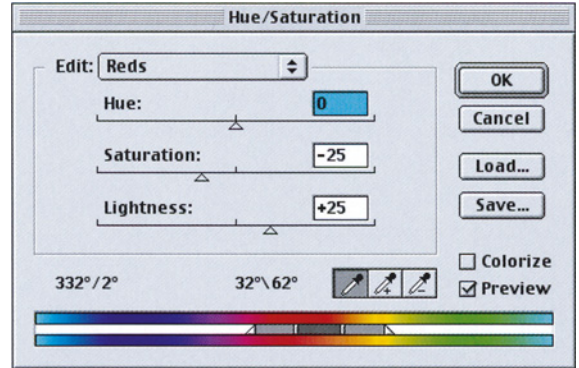 Hue/Saturation
Edit: Reds
OK
Hue: 0
Cancel
Saturation: -25
Load...
Lightness: +25
Save...
Colorize
332°/2° 32°\62°
Preview